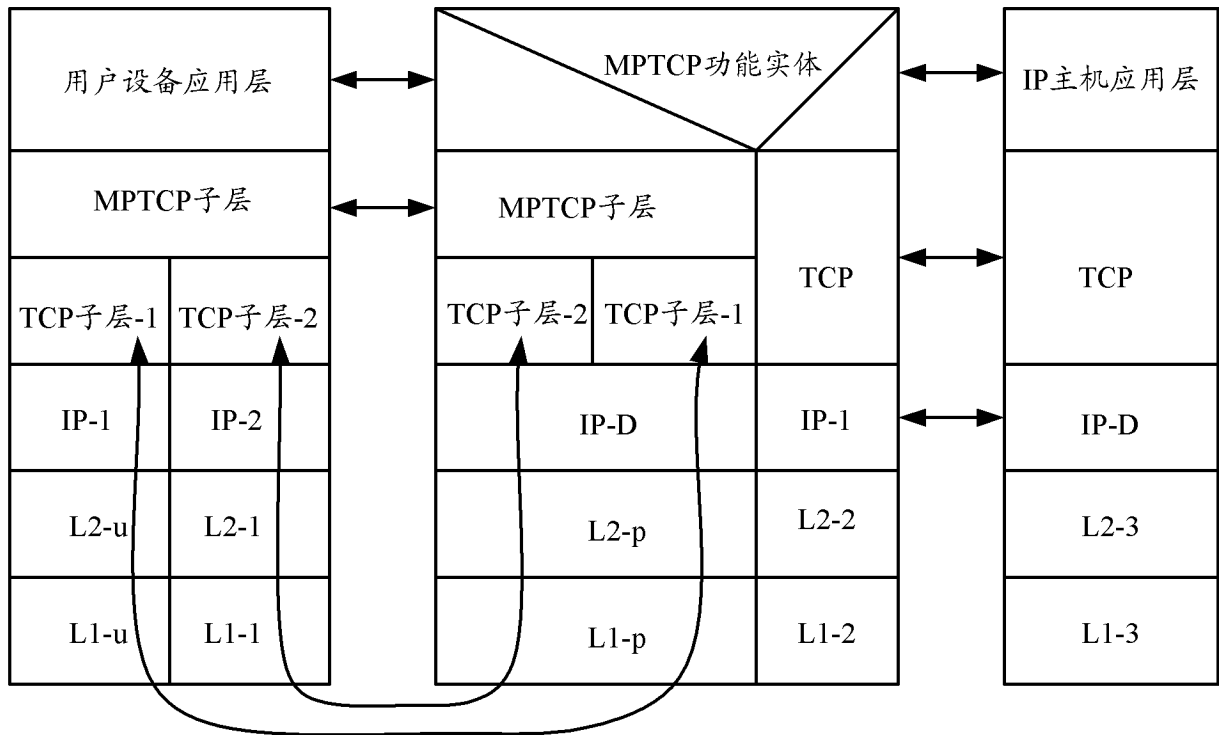 用户设备应用层
MPTCP功能实体
IP主机应用层
MPTCP子层
MPTCP子层
TCP
TCP
TCP子层-1
TCP子层-2
TCP子层-2
TCP子层-1
IP-1
IP-2
IP-D
IP-1
IP-D
L2-u
L2-1
L2-p
L2-2
L2-3
L1-u
L1-1
L1-p
L1-2
L1-3